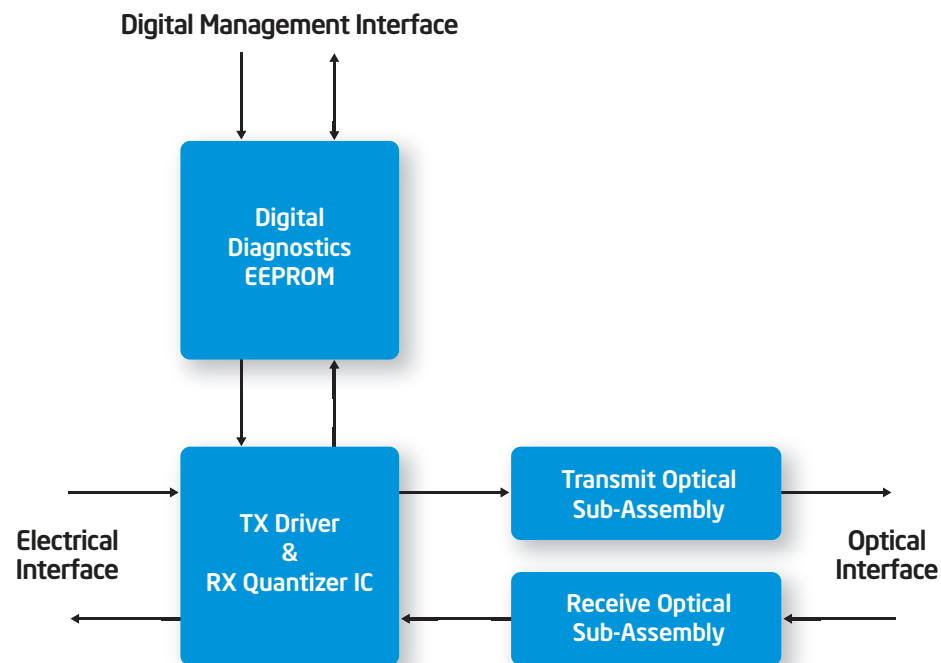 Digital Management Interface
Digital
Diagnostics
EEPROM
Electrical
Interface
TX Driver
&
RX Quantizer IC
Transmit Optical
Sub-Assembly
Receive Optical
Sub-Assembly
Optical
Interface